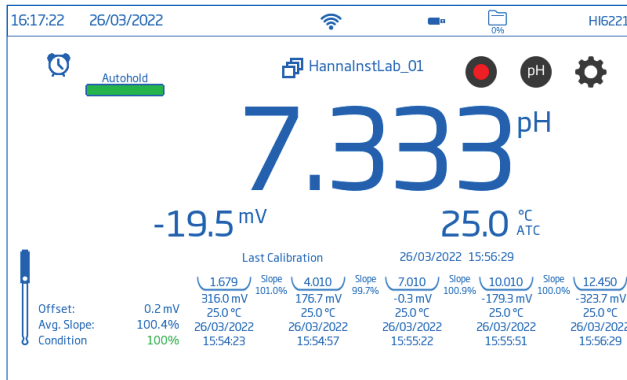 16:17:22 26/03/2022 0% HI6221
Autohold HannaInstLab_01 pH
7.333 pH
-19.5 mV 25.0 °C ATC
Last Calibration 26/03/2022 15:56:29
1.679 Slope 101.0% 4.010 Slope 99.7% 7.010 Slope 100.9% 10.010 Slope 100.0% 12.450
316.0 mV 176.7 mV -0.3 mV -179.3 mV -323.7 mV
Offset: 0.2 mV 25.0 °C 25.0 °C 25.0 °C 25.0 °C 25.0 °C
Avg. Slope: 100.4% 26/03/2022 26/03/2022 26/03/2022 26/03/2022 26/03/2022
Condition 100% 15:54:23 15:54:57 15:55:22 15:55:51 15:56:29